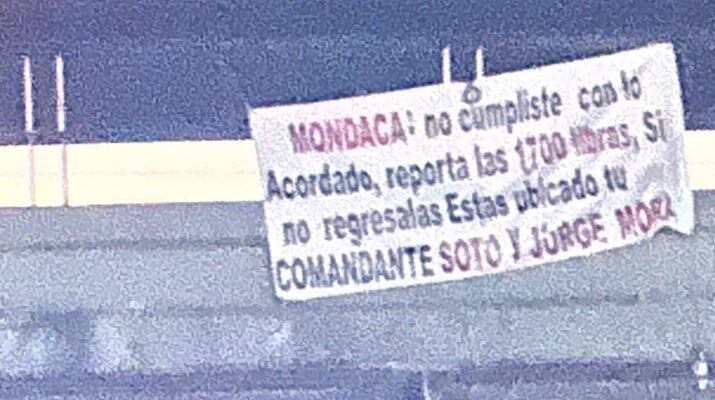 MONDACA: no cumpliste con lo
Acordado, reporta las 1700 libras, Si
no regresalas Estas ubicado tu
COMANDANTE SOTO Y JORGE MORA